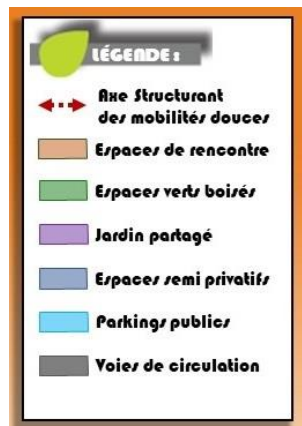 LÉGENDE :
Axe Structurant
des mobilités douces
Espaces de rencontre
Espaces verts boisés
Jardin partagé
Espaces semi privatifs
Parkings publics
Voies de circulation